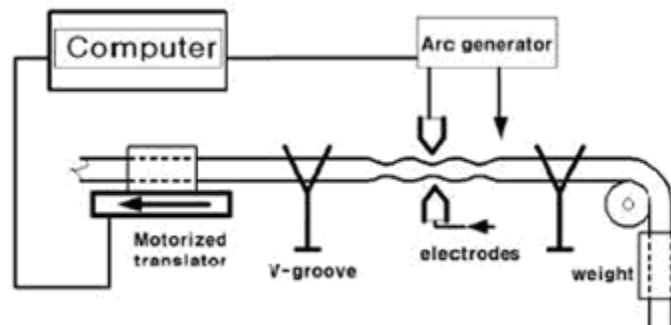 Computer
Arc generator
Motorized
translator
V-groove
electrodes
weight